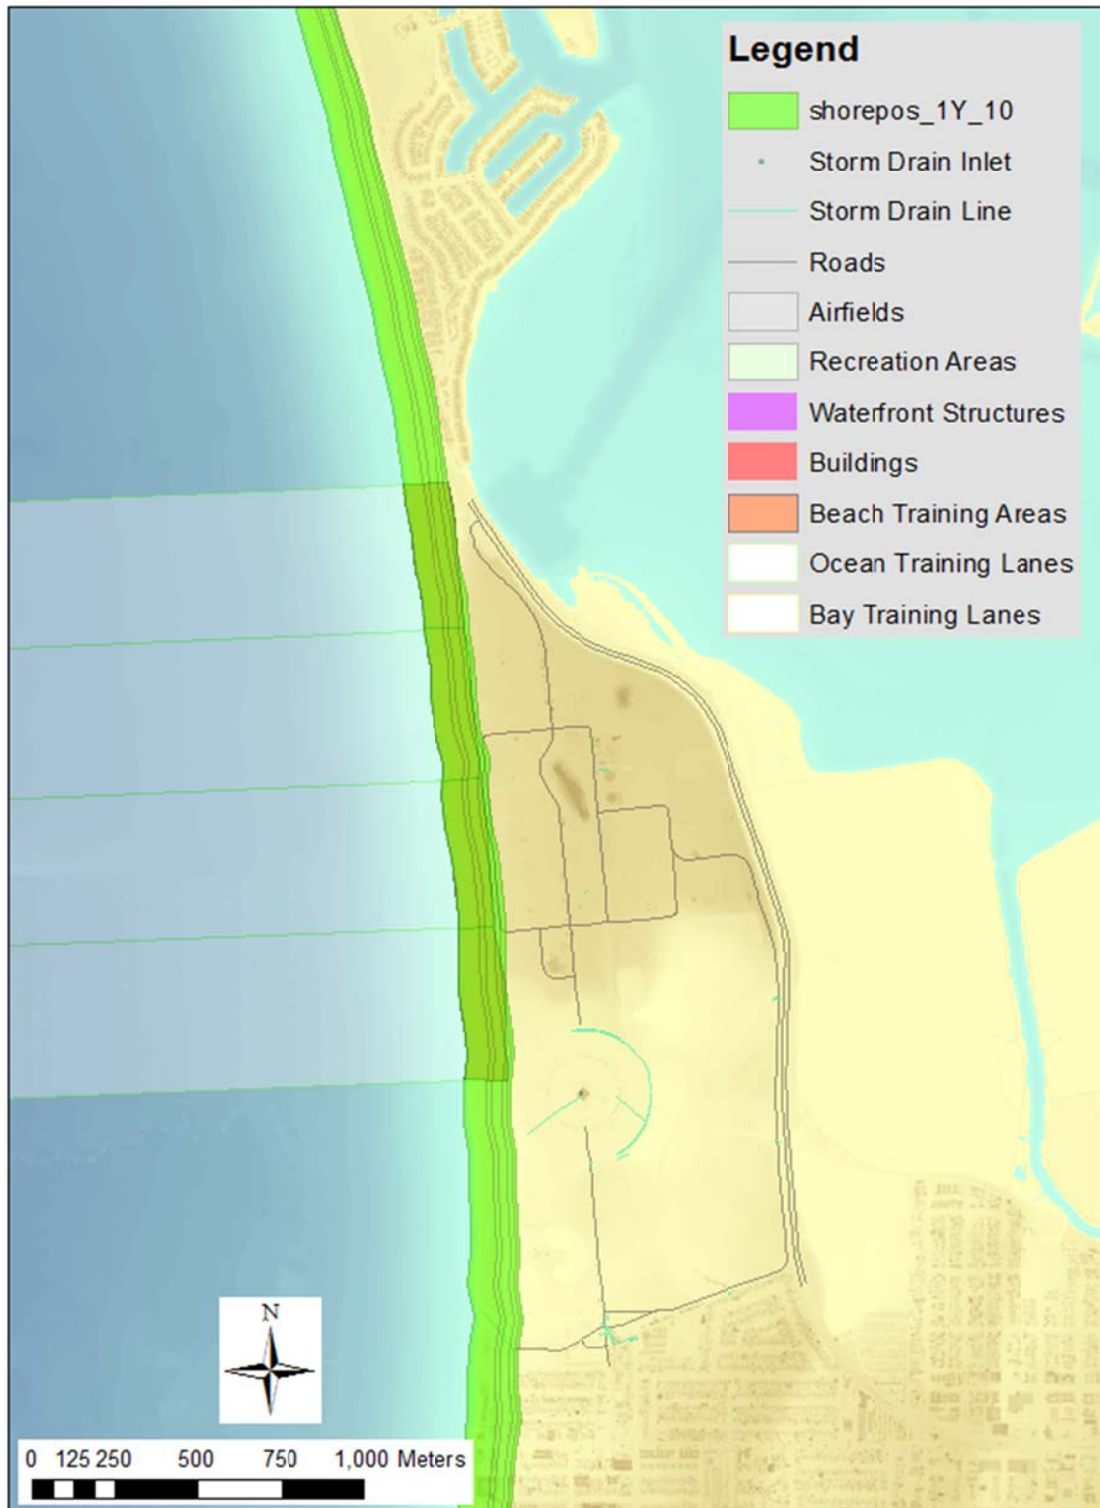 Legend
shorepos_1Y_10
Storm Drain Inlet
Storm Drain Line
Roads
Airfields
Recreation Areas
Waterfront Structures
Buildings
Beach Training Areas
Ocean Training Lanes
Bay Training Lanes
N
0 125 250 500 750 1,000 Meters